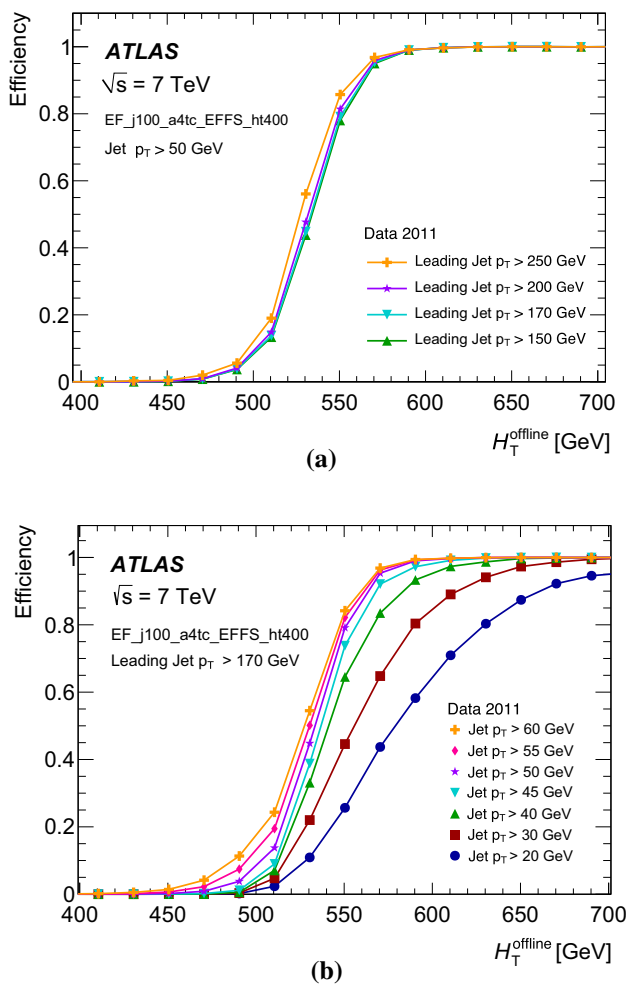 Efficiency
1
0.8
0.6
0.4
0.2
0
ATLAS
√s = 7 TeV
EF_j100_a4tc_EFFS_ht400
Jet p_T > 50 GeV
Data 2011
Leading Jet p_T > 250 GeV
Leading Jet p_T > 200 GeV
Leading Jet p_T > 170 GeV
Leading Jet p_T > 150 GeV
400 450 500 550 600 650 700
H_T^offline [GeV]
(a)
Efficiency
1
0.8
0.6
0.4
0.2
0
ATLAS
√s = 7 TeV
EF_j100_a4tc_EFFS_ht400
Leading Jet p_T > 170 GeV
Data 2011
Jet p_T > 60 GeV
Jet p_T > 55 GeV
Jet p_T > 50 GeV
Jet p_T > 45 GeV
Jet p_T > 40 GeV
Jet p_T > 30 GeV
Jet p_T > 20 GeV
400 450 500 550 600 650 700
H_T^offline [GeV]
(b)